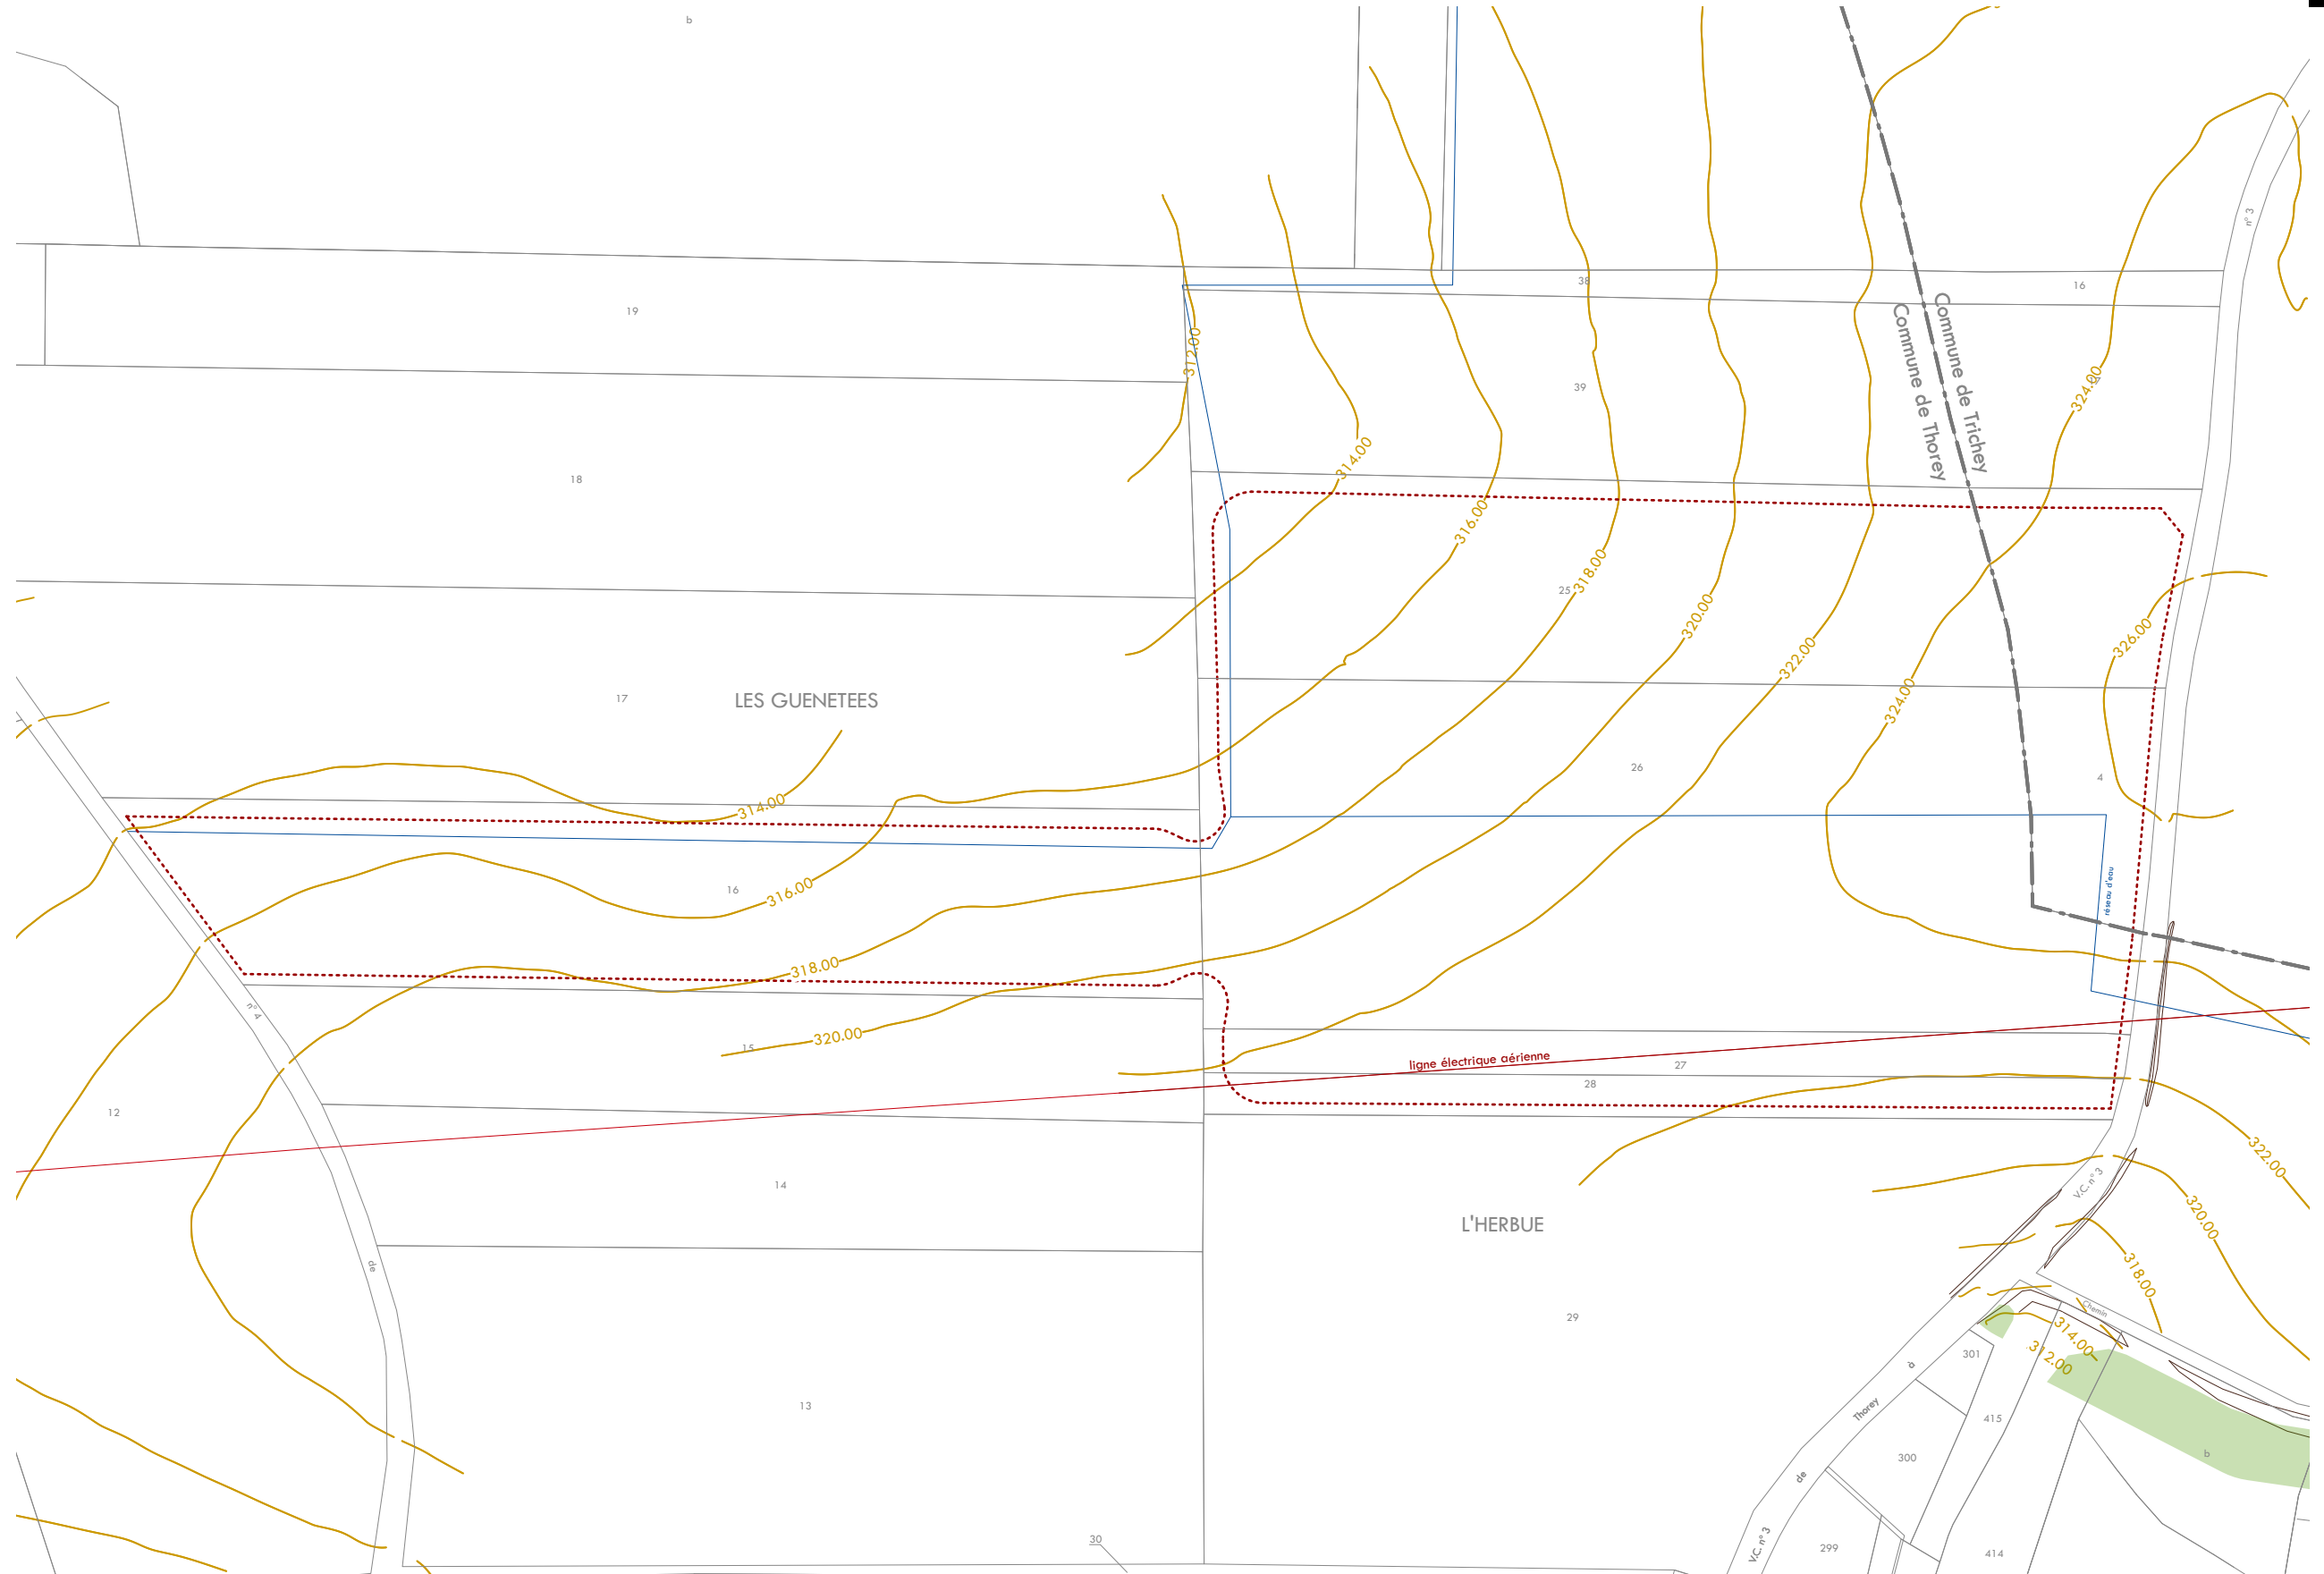 b
n° 3
38
16
19
312.00
Commune de Trichey
Commune de Thorey
39
324.00
314.00
18
316.00
318.00
25
320.00
326.00
322.00
324.00
17
LES GUENETEES
26
4
314.00
316.00
16
réseau d'eau
318.00
n° 4
320.00
15
ligne électrique aérienne
27
28
12
322.00
14
V.C. n° 3
320.00
L'HERBUE
de
318.00
Chemin
29
314.00
312.00
301
à
13
Thorey
415
b
300
de
30
V.C. n° 3
299
414